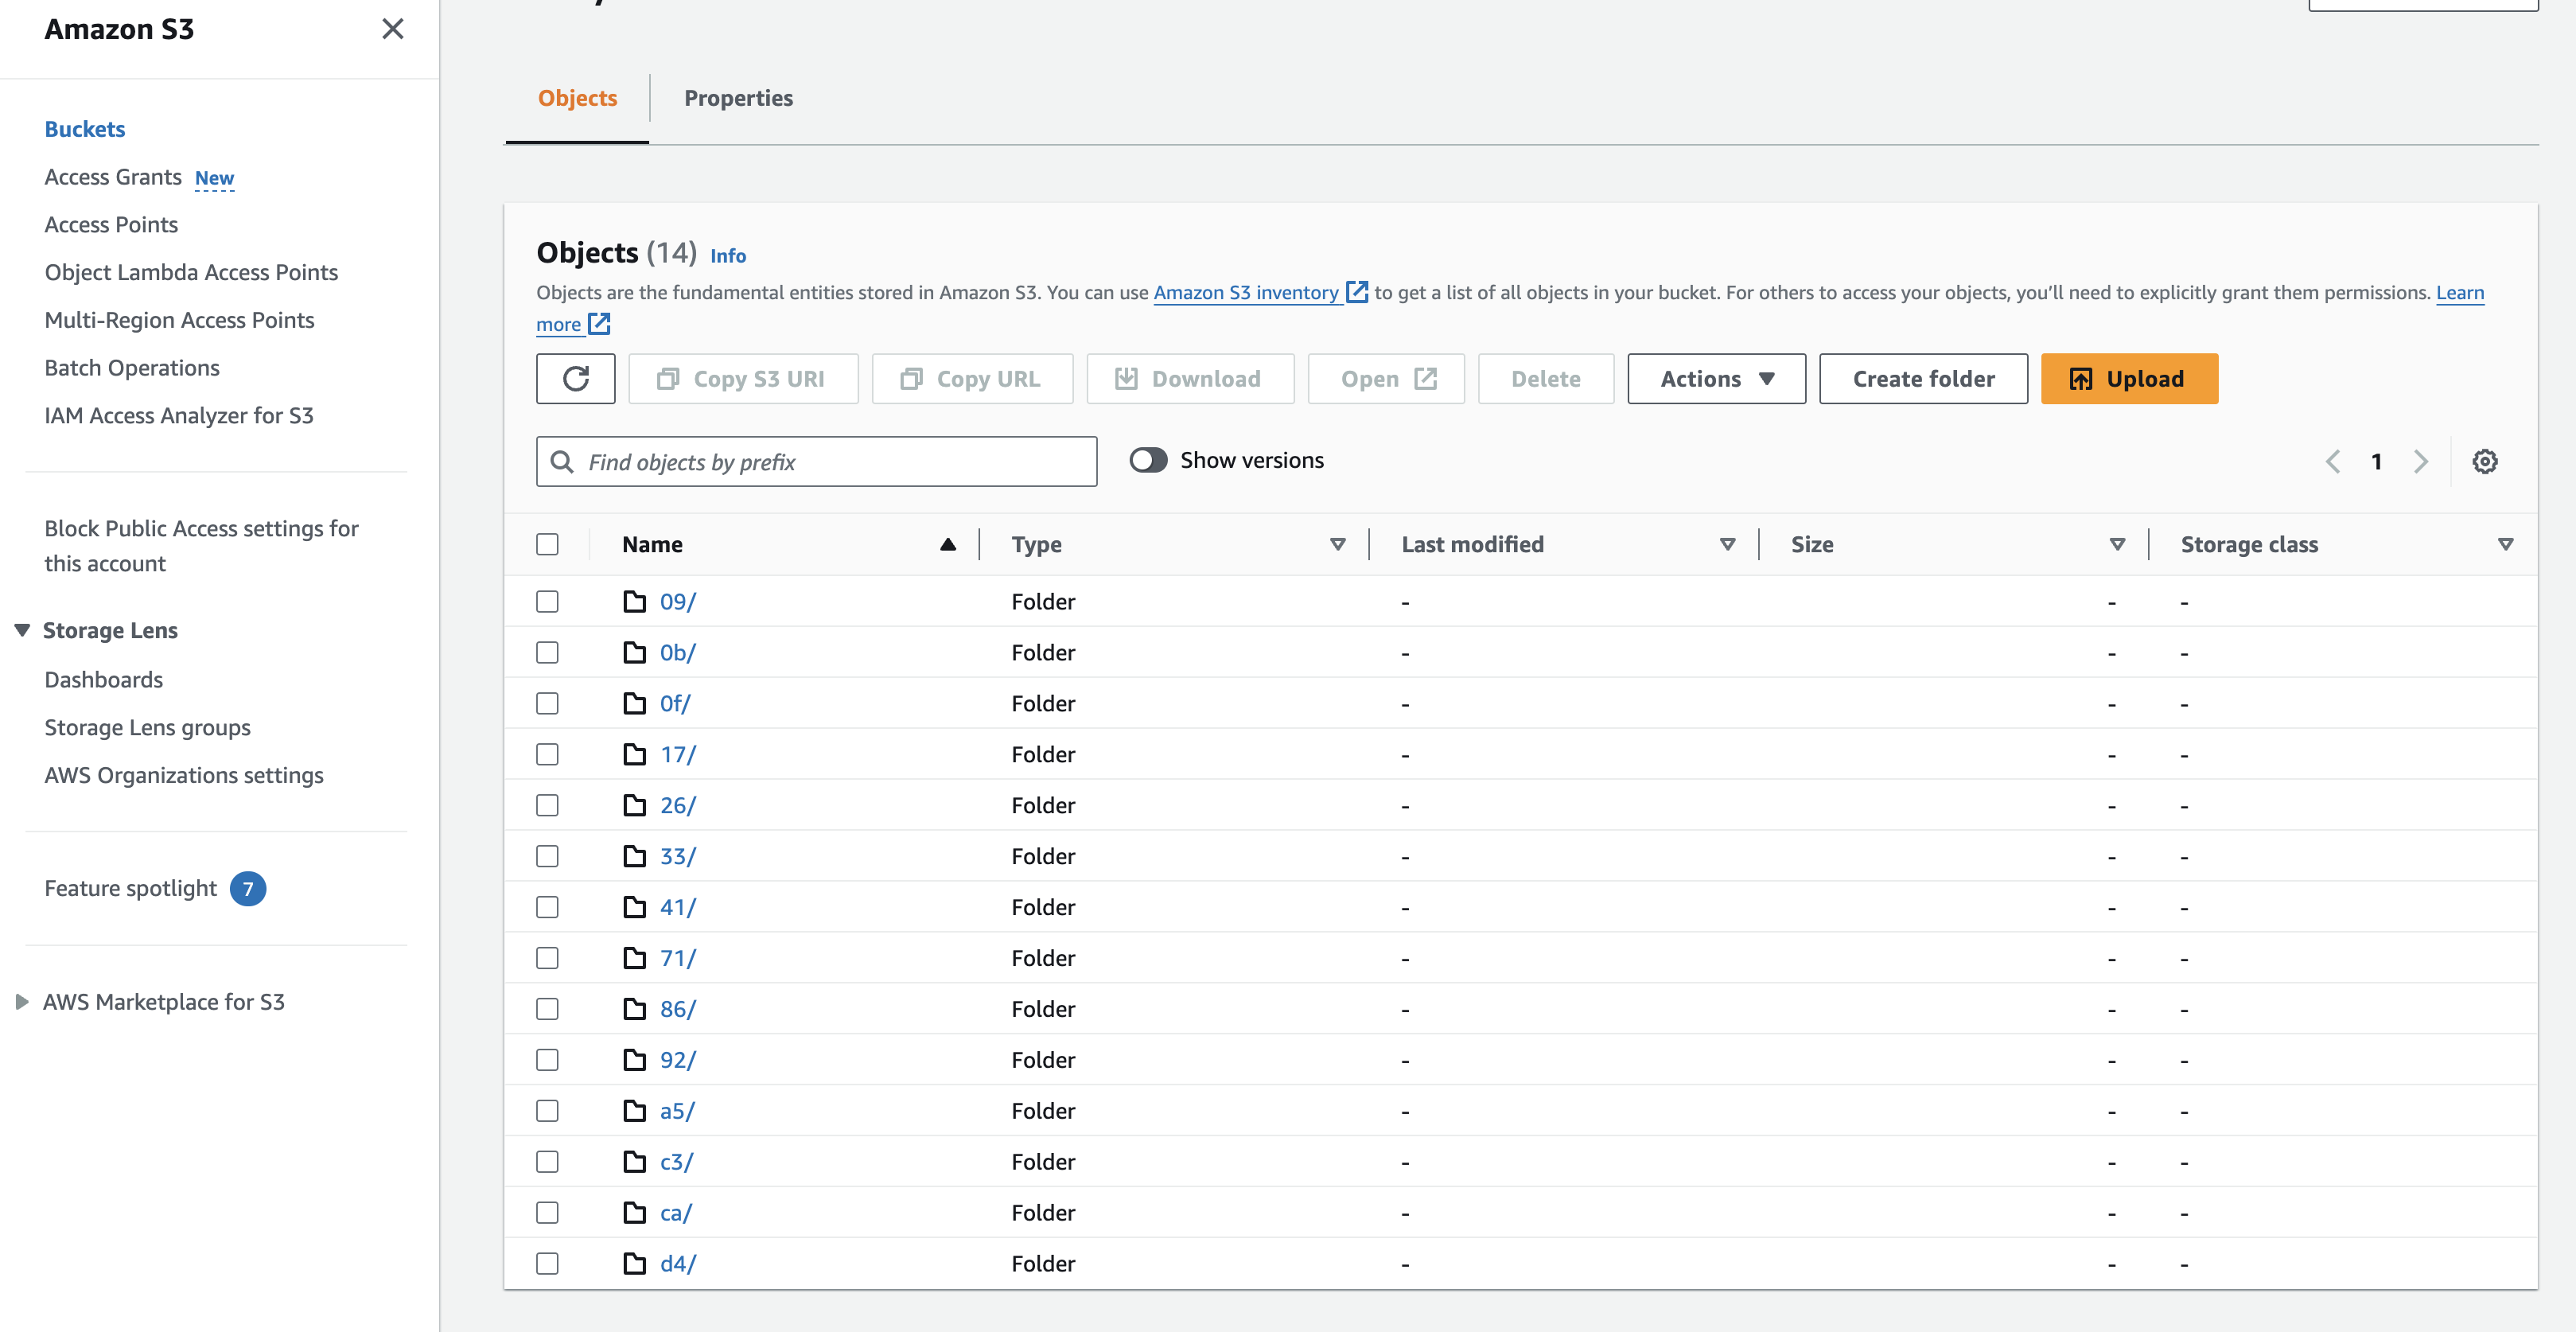 Amazon S3
Buckets
Access Grants New
Access Points
Object Lambda Access Points
Multi-Region Access Points
Batch Operations
IAM Access Analyzer for S3
Block Public Access settings for
this account
Storage Lens
Dashboards
Storage Lens groups
AWS Organizations settings
Feature spotlight 7
AWS Marketplace for S3
Objects Properties
Objects (14) Info
Objects are the fundamental entities stored in Amazon S3. You can use Amazon S3 inventory to get a list of all objects in your bucket. For others to access your objects, you’ll need to explicitly grant them permissions. Learn
more
Copy S3 URI Copy URL Download Open Delete Actions Create folder Upload
Find objects by prefix Show versions 1
Name Type Last modified Size Storage class
09/ Folder - - -
0b/ Folder - - -
0f/ Folder - - -
17/ Folder - - -
26/ Folder - - -
33/ Folder - - -
41/ Folder - - -
71/ Folder - - -
86/ Folder - - -
92/ Folder - - -
a5/ Folder - - -
c3/ Folder - - -
ca/ Folder - - -
d4/ Folder - - -